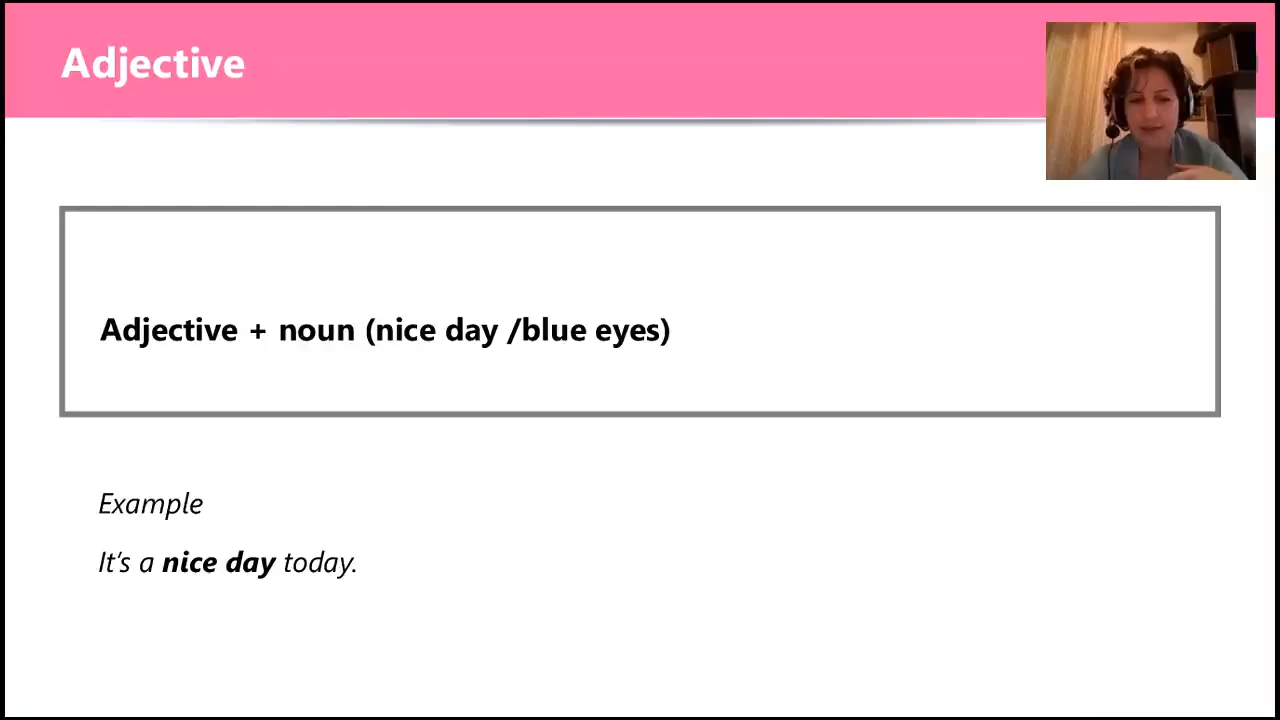 Adjective
Adjective + noun (nice day /blue eyes)
Example
It's a nice day today.